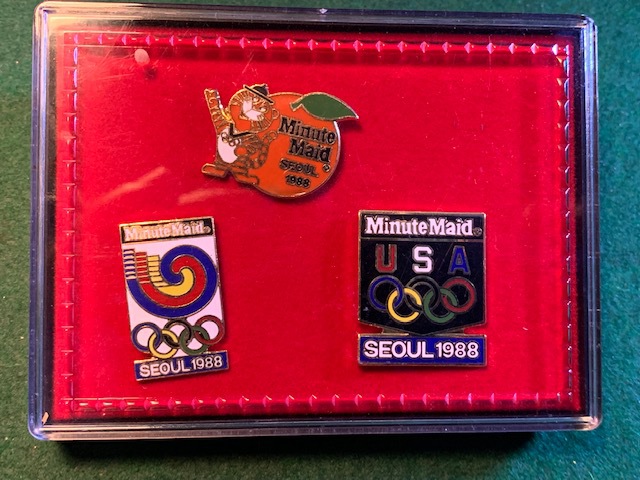 Minute
Maid®
SEOUL
1988
Minute Maid®
SEOUL 1988
Minute Maid®
USA
SEOUL 1988